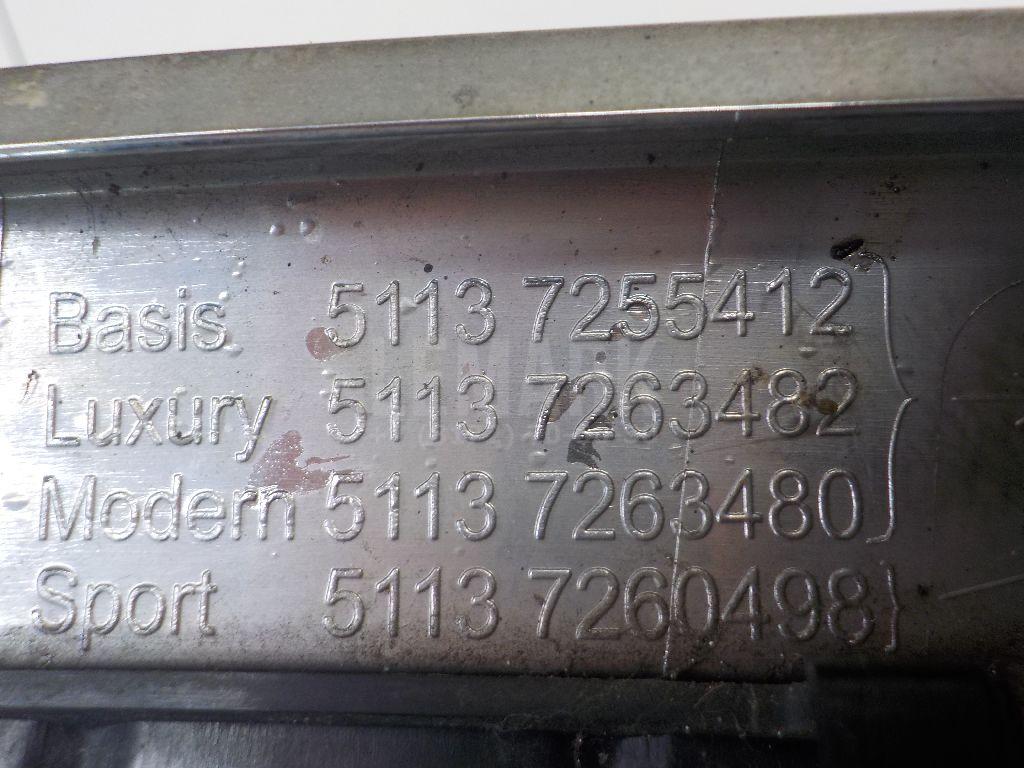 Basis 5113 7255412
Luxury 5113 7263482
Modern 5113 7263480
Sport 5113 7260498